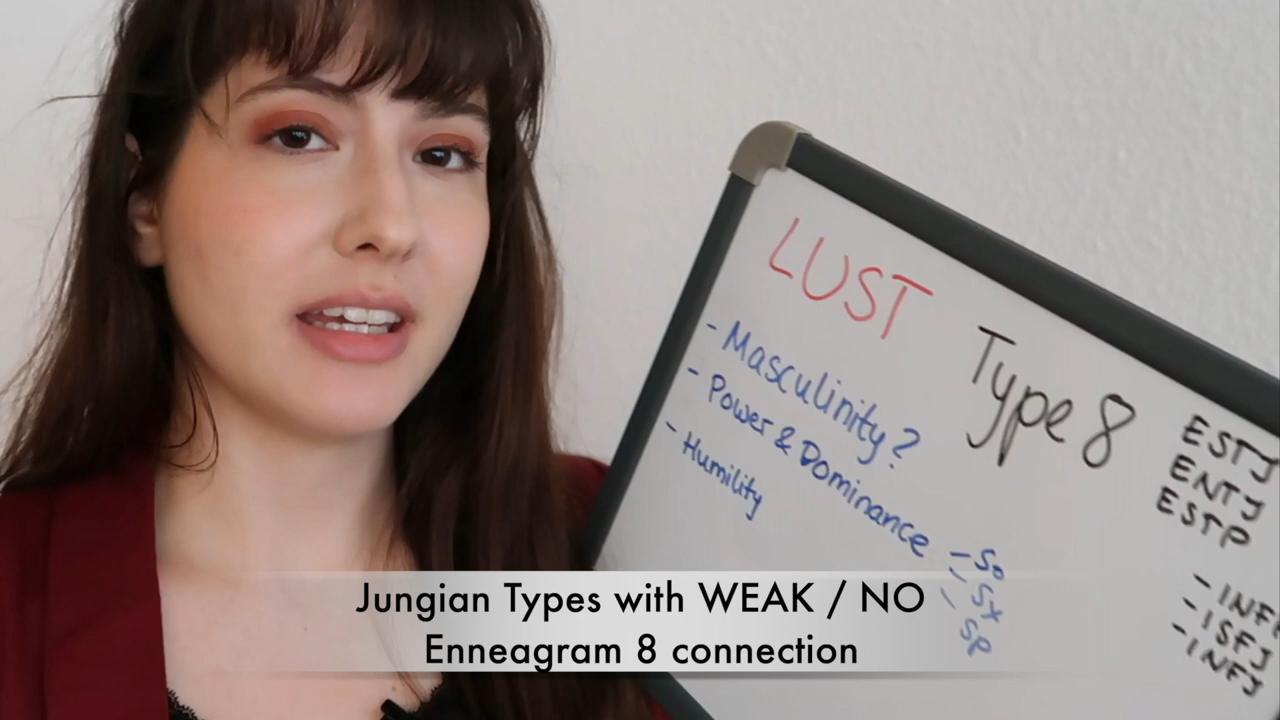 LUST
Type 8
- Masculinity?
- Power & Dominance
- Humility
- So
- Sx
- SP
ESTJ
ENTJ
ESTP
- ISFJ
- INFJ
Jungian Types with WEAK / NO
Enneagram 8 connection